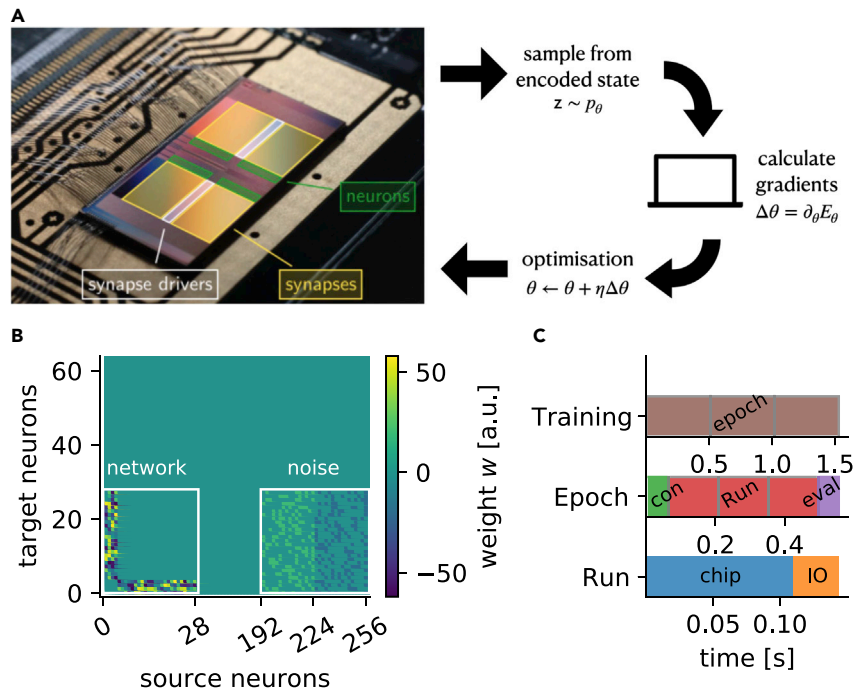 A
sample from
encoded state
z ∼ pθ
calculate
gradients
Δθ = ∂θEθ
neurons
synapse drivers
synapses
optimisation
θ ← θ + ηΔθ
B
target neurons
60
40
20
0
network
noise
0
28
192
224
256
source neurons
50
0
−50
weight w [a.u.]
C
Training
epoch
0.5
1.0
1.5
Epoch
con
Run
eval
0.2
0.4
Run
chip
IO
0.05
0.10
time [s]